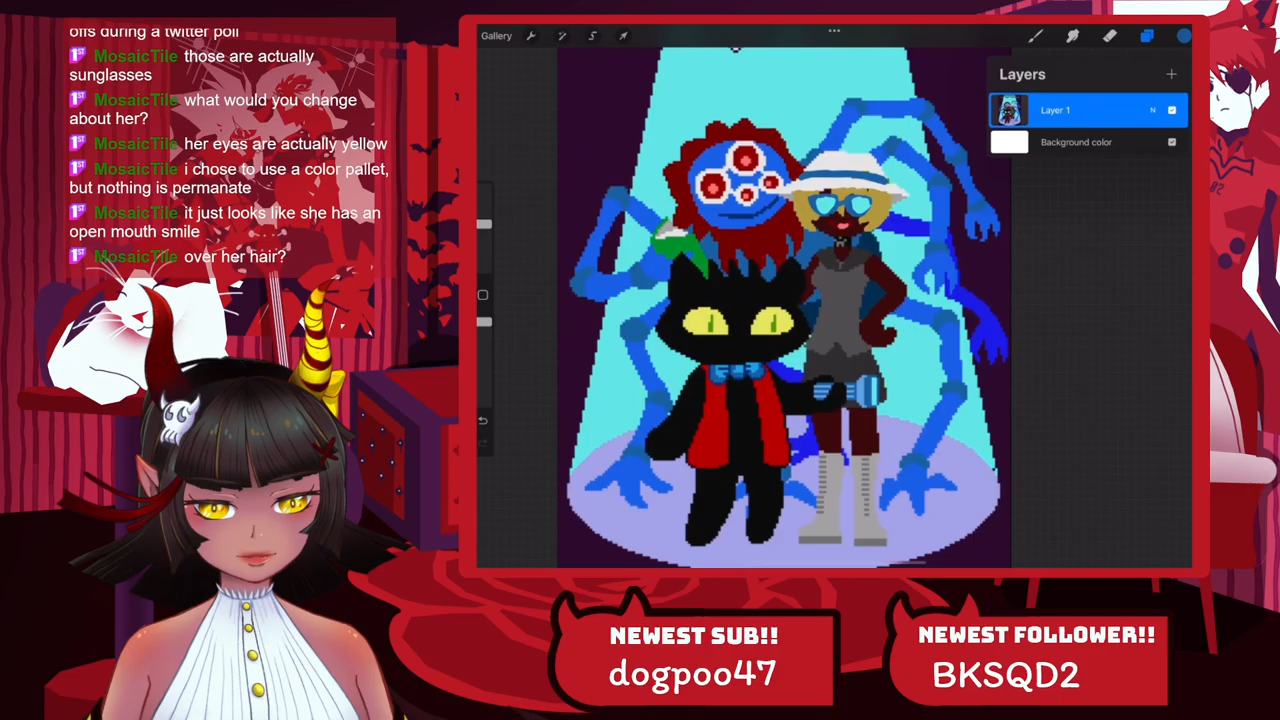 offs during a twitter poll
MosaicTile those are actually
sunglasses
MosaicTile what would you change
about her?
MosaicTile her eyes are actually yellow
MosaicTile i chose to use a color pallet,
but nothing is permanate
MosaicTile it just looks like she has an
open mouth smile
MosaicTile over her hair?
Gallery
Layers
Layer 1 N
Background color
NEWEST SUB!!
dogpoo47
NEWEST FOLLOWER!!
BKSQD2